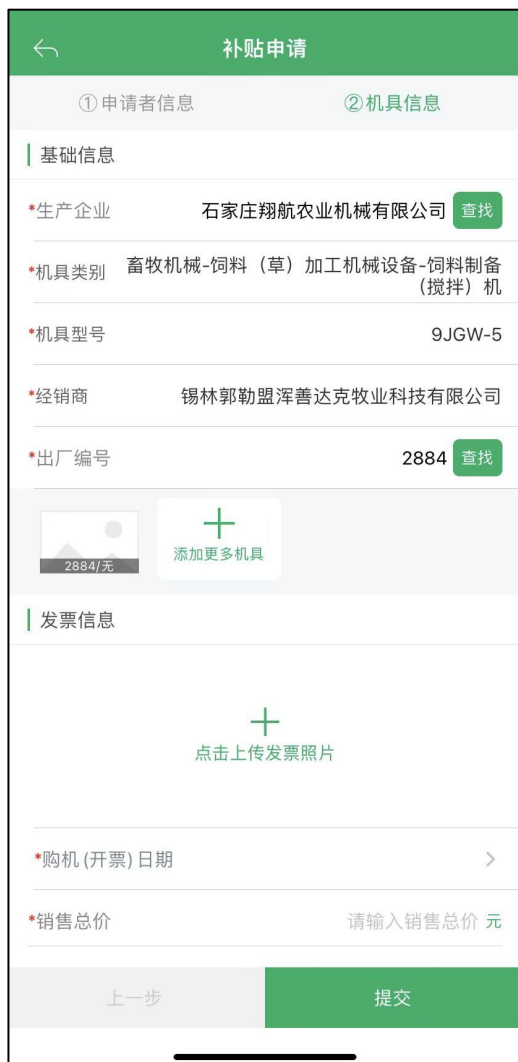 补贴申请
①申请者信息 ②机具信息
基础信息
*生产企业 石家庄翔航农业机械有限公司 查找
*机具类别 畜牧机械-饲料（草）加工机械设备-饲料制备
（搅拌）机
*机具型号 9JGW-5
*经销商 锡林郭勒盟浑善达克牧业科技有限公司
*出厂编号 2884 查找
2884/无
添加更多机具
发票信息
点击上传发票照片
*购机(开票)日期
*销售总价 请输入销售总价 元
上一步 提交